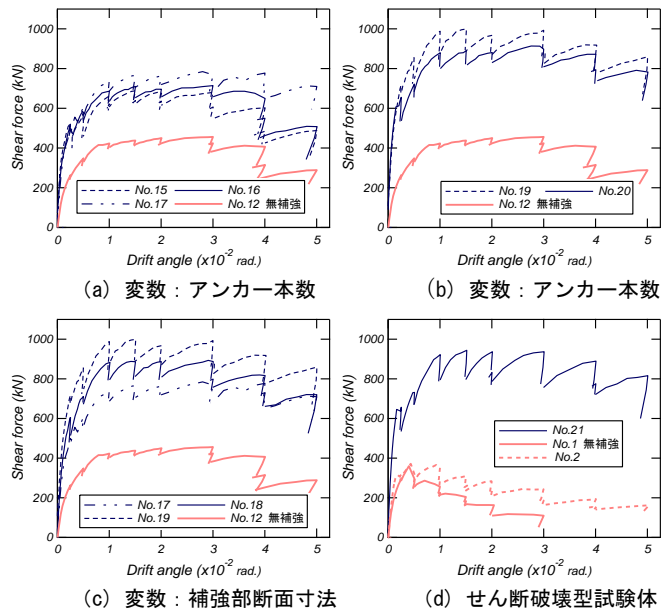 1000
800
600
400
200
0
Shear force (kN)
No.15
No.16
No.17
No.12 無補強
0 1 2 3 4 5
Drift angle (x10⁻² rad.)
(a) 変数：アンカー本数
1000
800
600
400
200
0
Shear force (kN)
No.19
No.20
No.12 無補強
0 1 2 3 4 5
Drift angle (x10⁻² rad.)
(b) 変数：アンカー本数
1000
800
600
400
200
0
Shear force (kN)
No.17
No.18
No.19
No.12 無補強
0 1 2 3 4 5
Drift angle (x10⁻² rad.)
(c) 変数：補強部断面寸法
1000
800
600
400
200
0
Shear force (kN)
No.21
No.1 無補強
No.2
0 1 2 3 4 5
Drift angle (x10⁻² rad.)
(d) せん断破壊型試験体